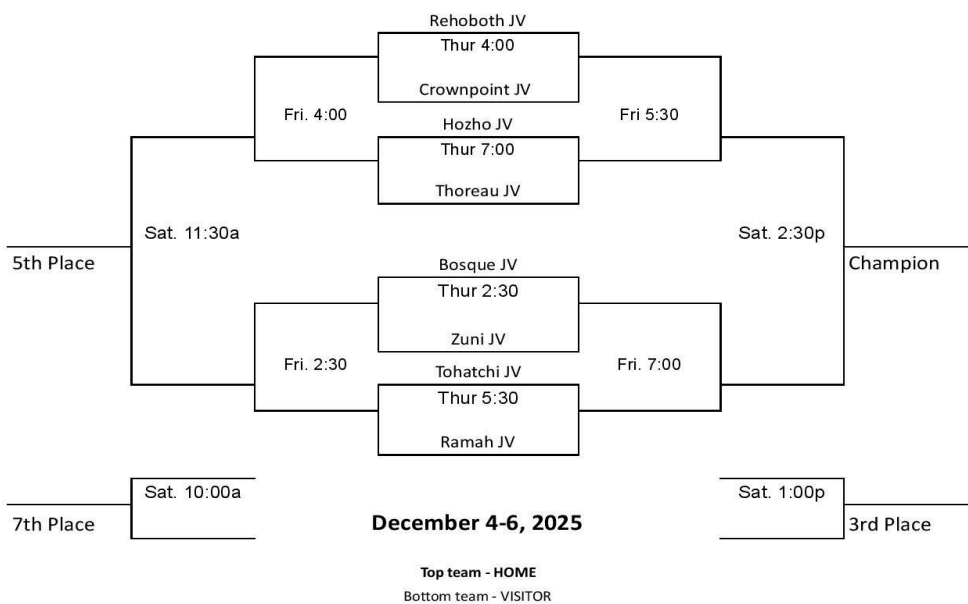 Rehoboth JV
Thur 4:00
Crownpoint JV
Fri. 4:00
Fri 5:30
Hozho JV
Thur 7:00
Thoreau JV
Sat. 11:30a
Sat. 2:30p
5th Place
Champion
Bosque JV
Thur 2:30
Zuni JV
Fri. 2:30
Fri. 7:00
Tohatchi JV
Thur 5:30
Ramah JV
Sat. 10:00a
Sat. 1:00p
7th Place
December 4-6, 2025
3rd Place
Top team - HOME
Bottom team - VISITOR